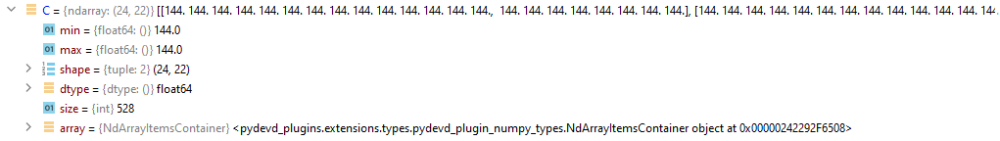 C = {ndarray: (24, 22)} [[144. 144. 144. 144. 144. 144. 144. 144. 144. 144. 144. 144. 144., 144. 144. 144. 144. 144. 144. 144. 144.], [144. 144. 144. 144. 144. 144. 144. 144. 144. 144. 144. 144.
01 min = {float64: ()} 144.0
01 max = {float64: ()} 144.0
1 2 3 shape = {tuple: 2} (24, 22)
dtype = {dtype: ()} float64
01 size = {int} 528
array = {NdArrayItemsContainer} <pydevd_plugins.extensions.types.pydevd_plugin_numpy_types.NdArrayItemsContainer object at 0x00000242292F6508>